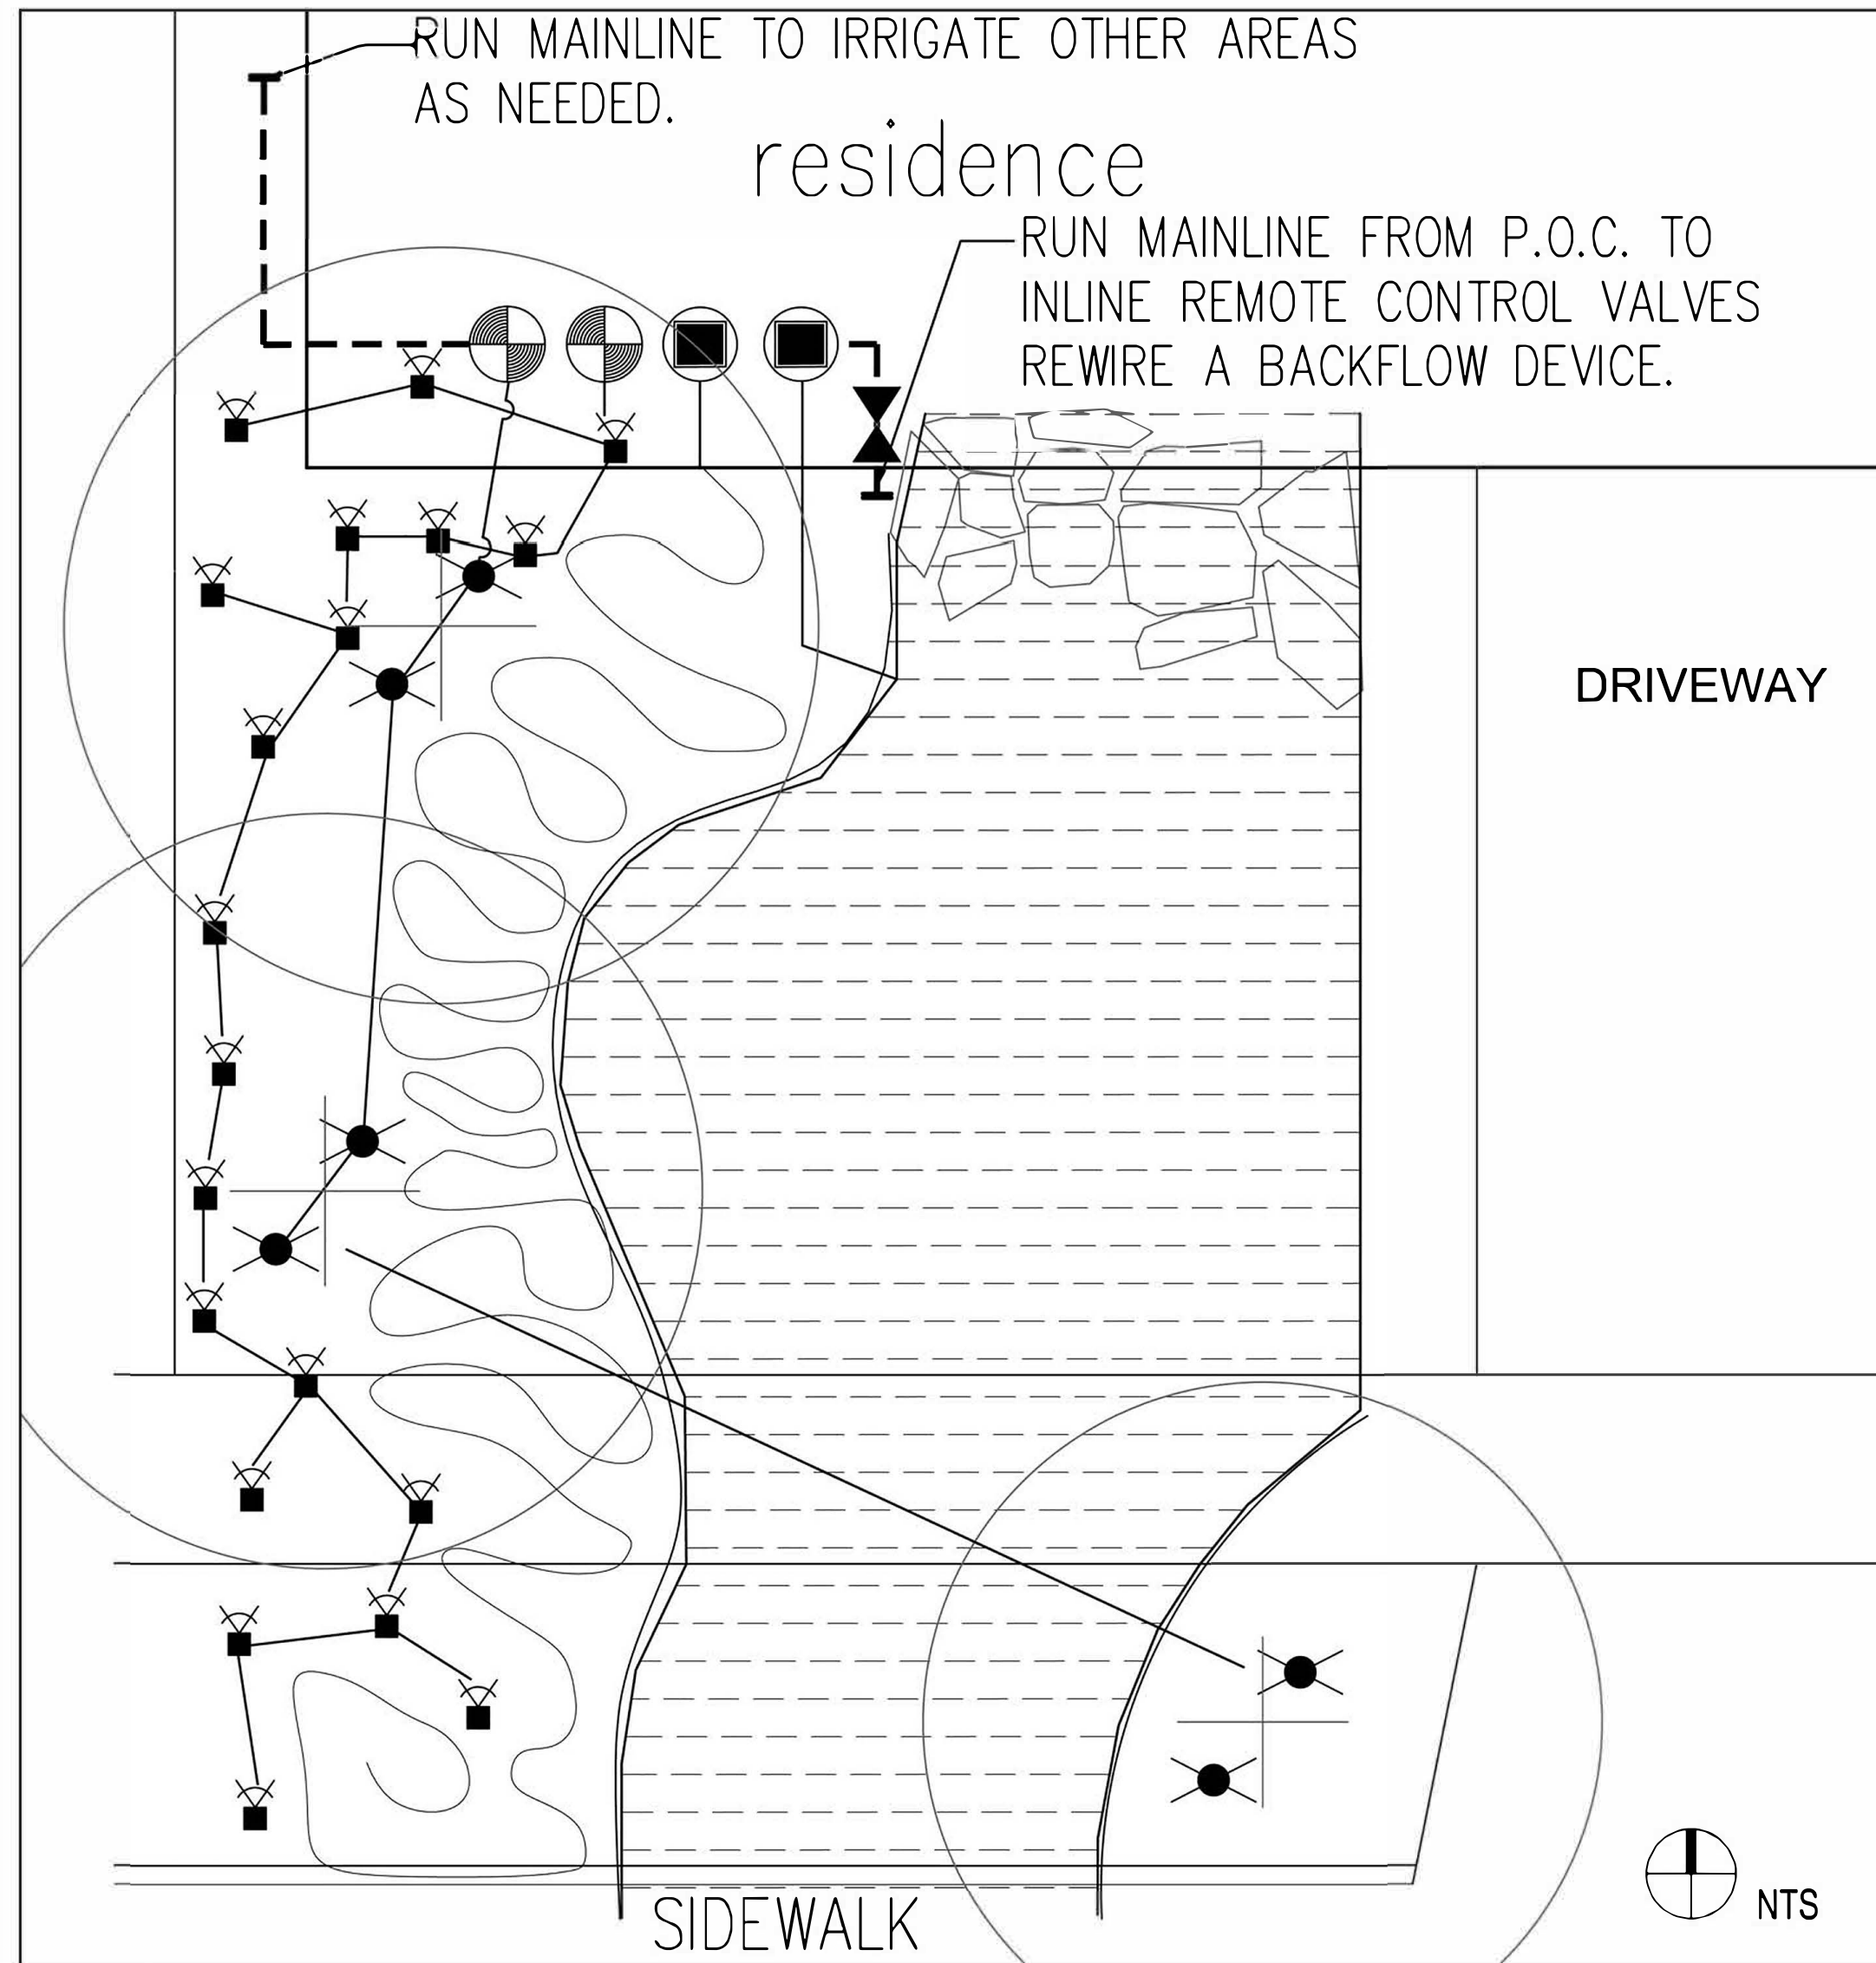 RUN MAINLINE TO IRRIGATE OTHER AREAS
AS NEEDED.
residence
RUN MAINLINE FROM P.O.C. TO
INLINE REMOTE CONTROL VALVES
REWIRE A BACKFLOW DEVICE.
DRIVEWAY
SIDEWALK
NTS